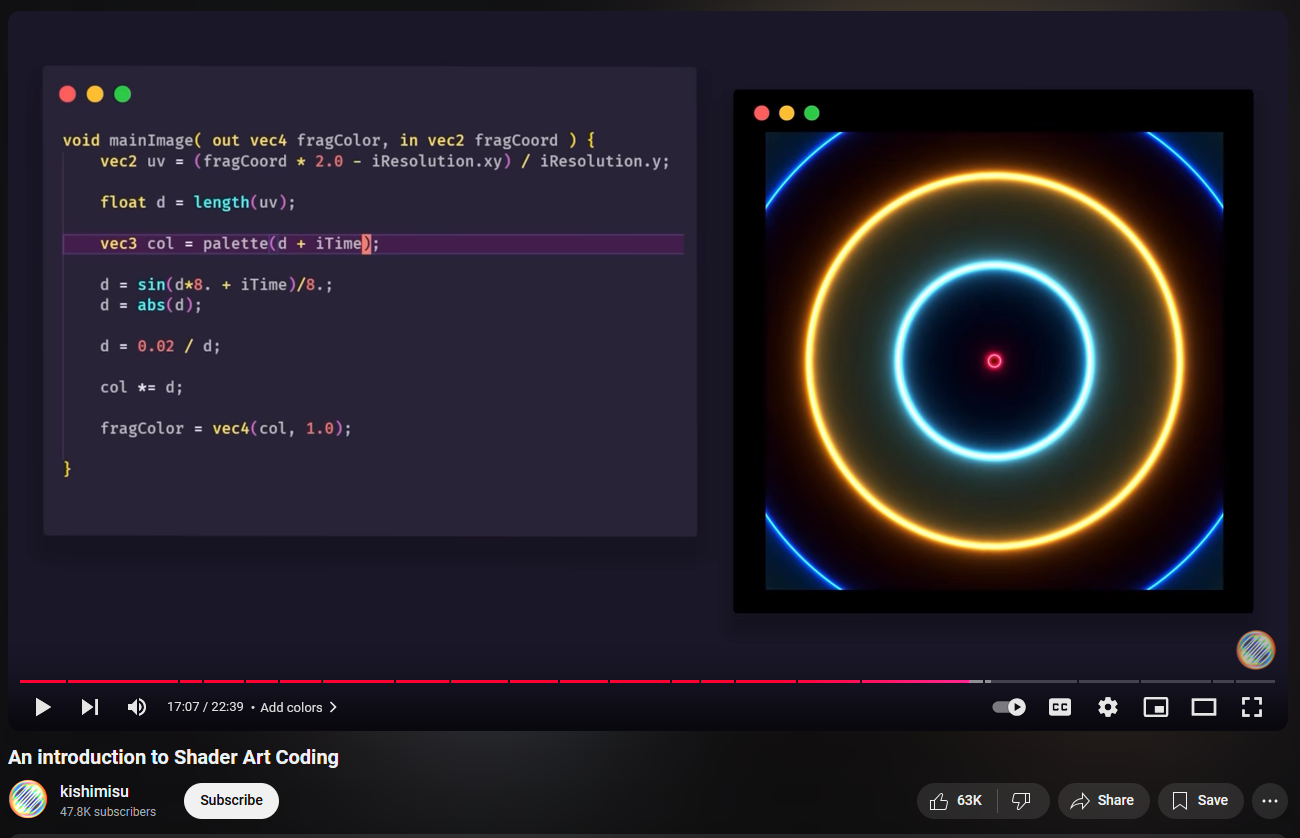 void mainImage( out vec4 fragColor, in vec2 fragCoord ) {
vec2 uv = (fragCoord * 2.0 - iResolution.xy) / iResolution.y;
float d = length(uv);
vec3 col = palette(d + iTime);
d = sin(d*8. + iTime)/8.;
d = abs(d);
d = 0.02 / d;
col *= d;
fragColor = vec4(col, 1.0);
}
17:07 / 22:39 • Add colors
CC
An introduction to Shader Art Coding
kishimisu
47.8K subscribers
Subscribe
63K
Share
Save